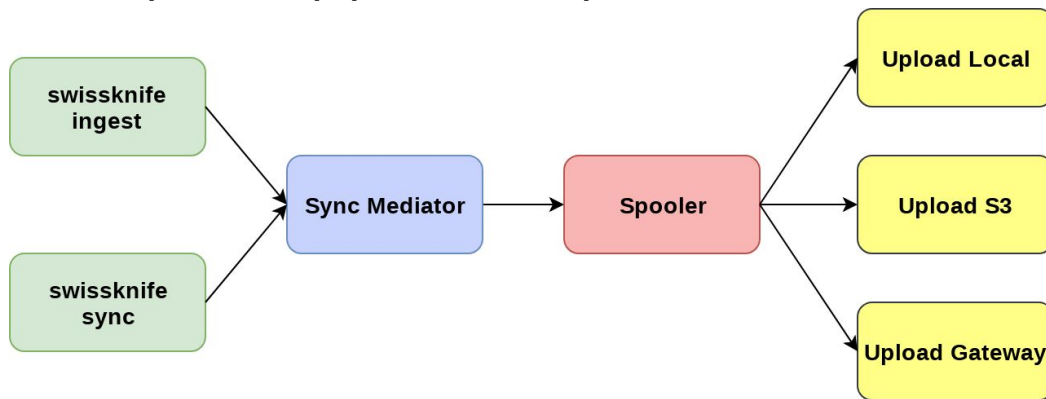 swissknife
ingest
swissknife
sync
Sync Mediator
Spooler
Upload Local
Upload S3
Upload Gateway